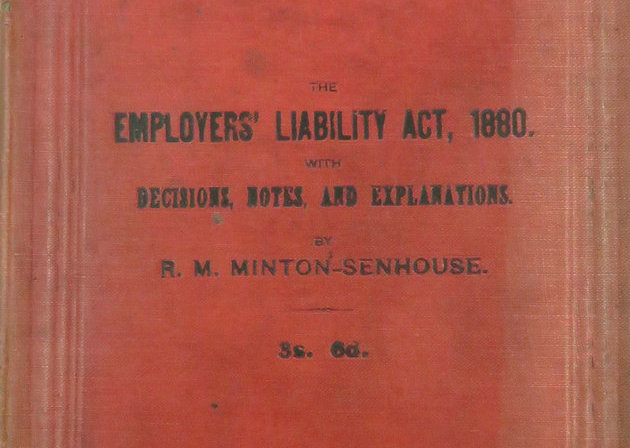 THE
EMPLOYERS' LIABILITY ACT, 1880.
WITH
DECISIONS, NOTES, AND EXPLANATIONS.
BY
R. M. MINTON-SENHOUSE.
3s. 6d.